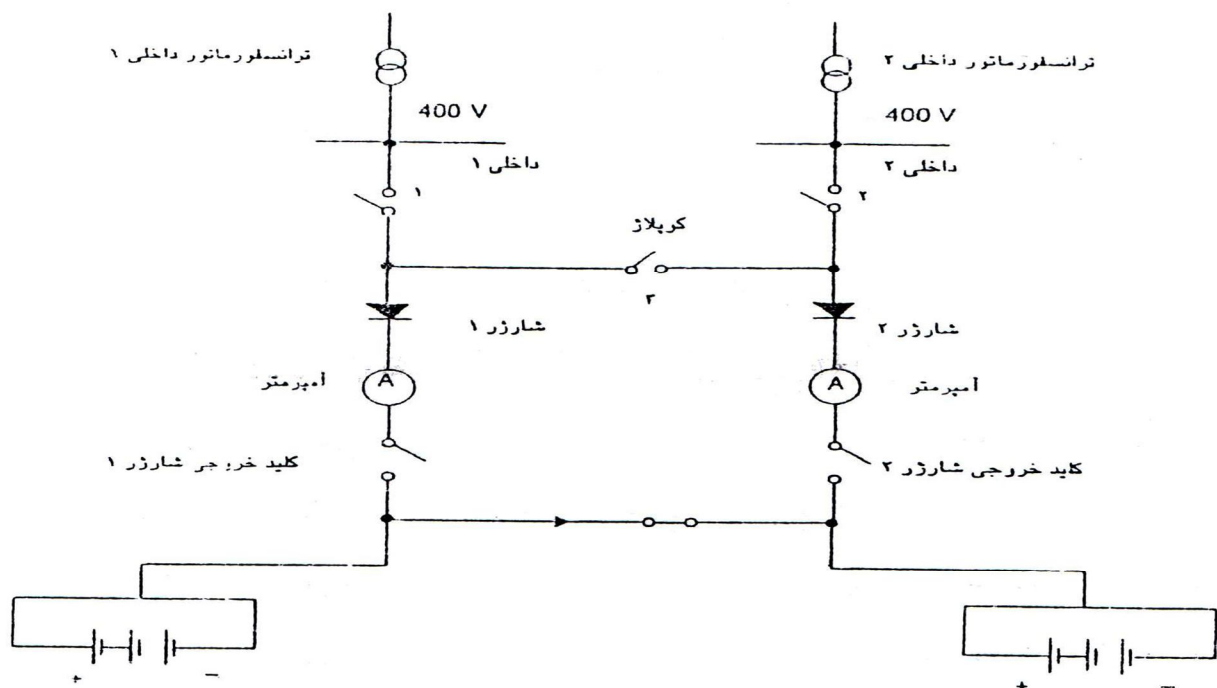 ترانسفورماتور داخلی ۱
ترانسفورماتور داخلی ۲
400 V
400 V
داخلی ۱
داخلی ۲
۱
۲
کوپلاژ
۳
شارژر ۱
شارژر ۲
آمپرمتر
A
A
آمپرمتر
کلید خروجی شارژر ۱
کلید خروجی شارژر ۲
+ −
+ −